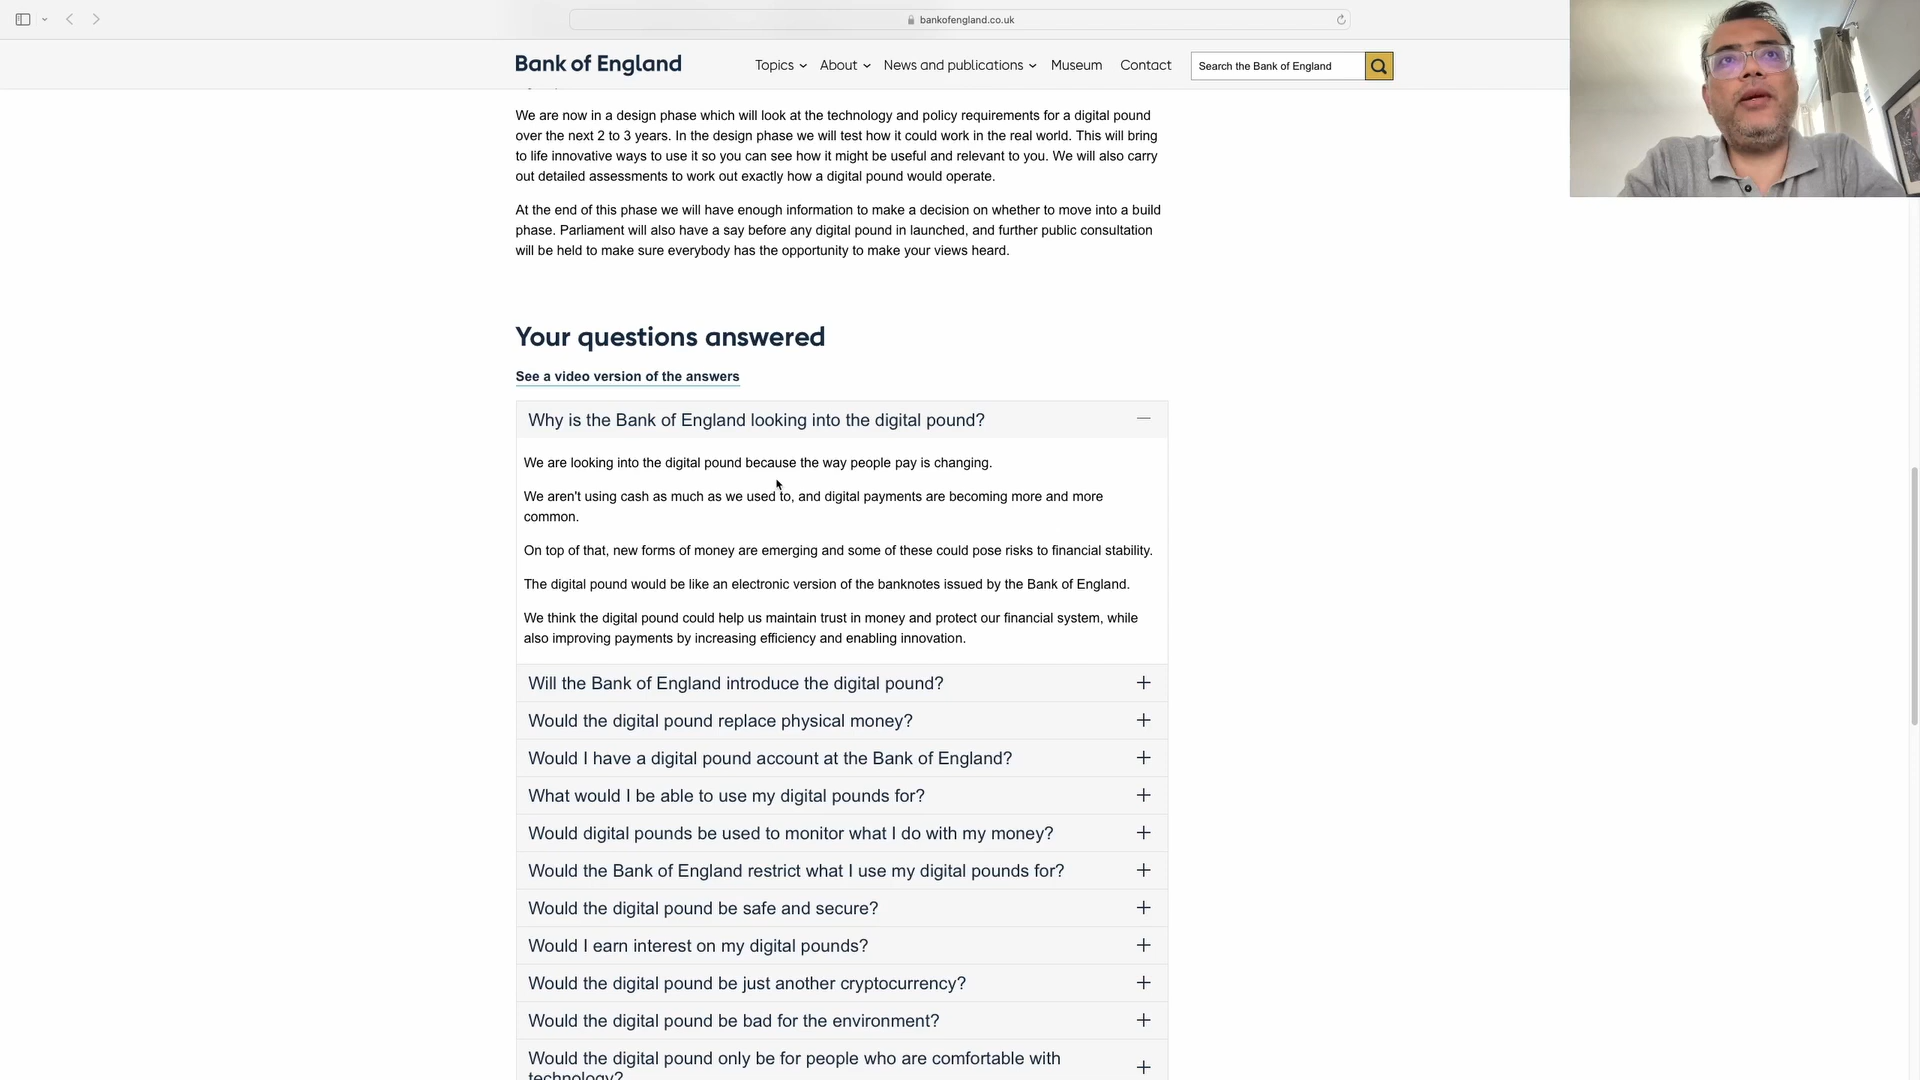 bankofengland.co.uk
Bank of England
Topics
About
News and publications
Museum
Contact
Search the Bank of England
We are now in a design phase which will look at the technology and policy requirements for a digital pound
over the next 2 to 3 years. In the design phase we will test how it could work in the real world. This will bring
to life innovative ways to use it so you can see how it might be useful and relevant to you. We will also carry
out detailed assessments to work out exactly how a digital pound would operate.
At the end of this phase we will have enough information to make a decision on whether to move into a build
phase. Parliament will also have a say before any digital pound in launched, and further public consultation
will be held to make sure everybody has the opportunity to make your views heard.
Your questions answered
See a video version of the answers
Why is the Bank of England looking into the digital pound?
We are looking into the digital pound because the way people pay is changing.
We aren't using cash as much as we used to, and digital payments are becoming more and more
common.
On top of that, new forms of money are emerging and some of these could pose risks to financial stability.
The digital pound would be like an electronic version of the banknotes issued by the Bank of England.
We think the digital pound could help us maintain trust in money and protect our financial system, while
also improving payments by increasing efficiency and enabling innovation.
Will the Bank of England introduce the digital pound?
Would the digital pound replace physical money?
Would I have a digital pound account at the Bank of England?
What would I be able to use my digital pounds for?
Would digital pounds be used to monitor what I do with my money?
Would the Bank of England restrict what I use my digital pounds for?
Would the digital pound be safe and secure?
Would I earn interest on my digital pounds?
Would the digital pound be just another cryptocurrency?
Would the digital pound be bad for the environment?
Would the digital pound only be for people who are comfortable with
technology?